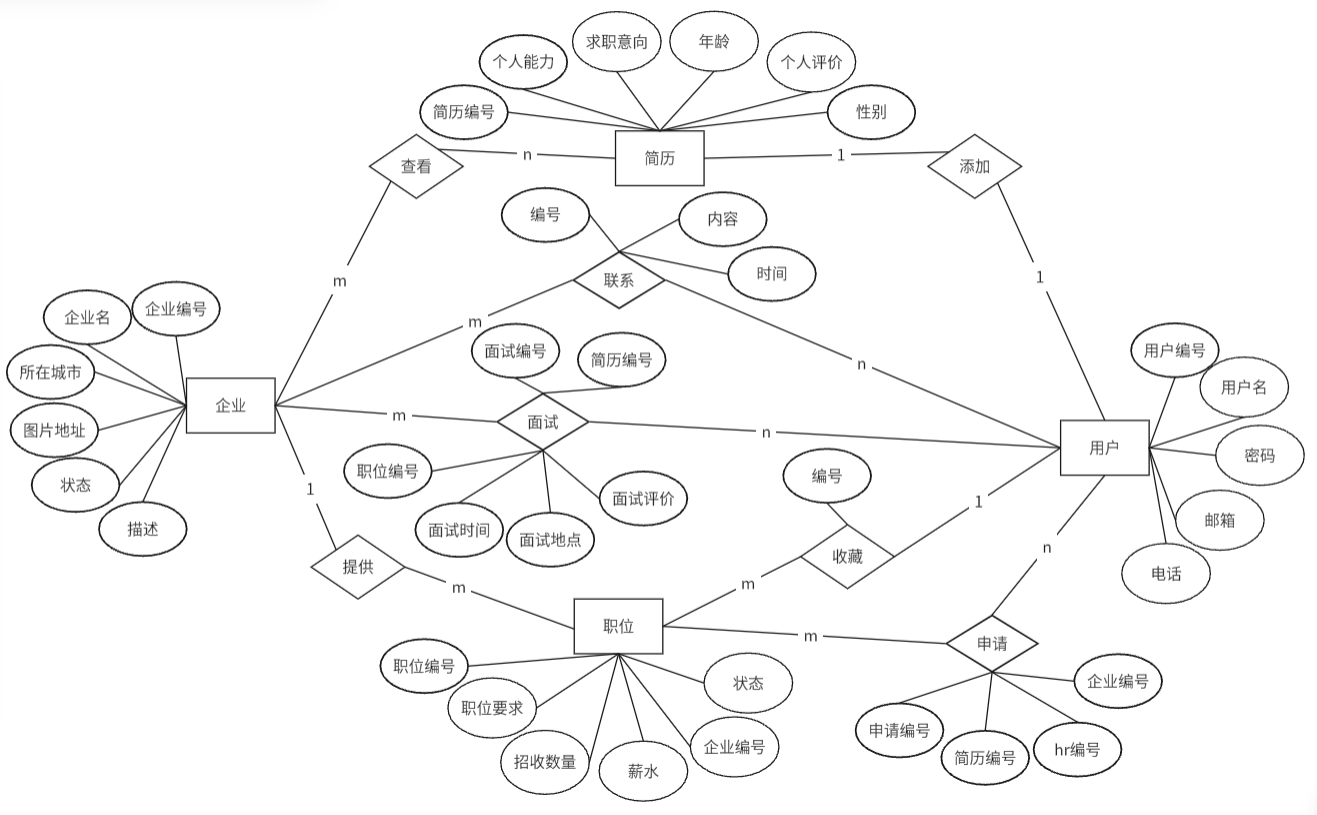 求职意向
年龄
个人能力
个人评价
简历编号
性别
查看
n
简历
1
添加
编号
内容
时间
联系
m
1
企业名
企业编号
m
面试编号
简历编号
用户编号
所在城市
n
用户名
企业
m
面试
n
用户
图片地址
密码
职位编号
编号
状态
1
面试评价
1
邮箱
描述
面试时间
面试地点
n
提供
收藏
电话
m
m
职位
m
申请
职位编号
状态
企业编号
职位要求
申请编号
企业编号
hr编号
招收数量
薪水
简历编号